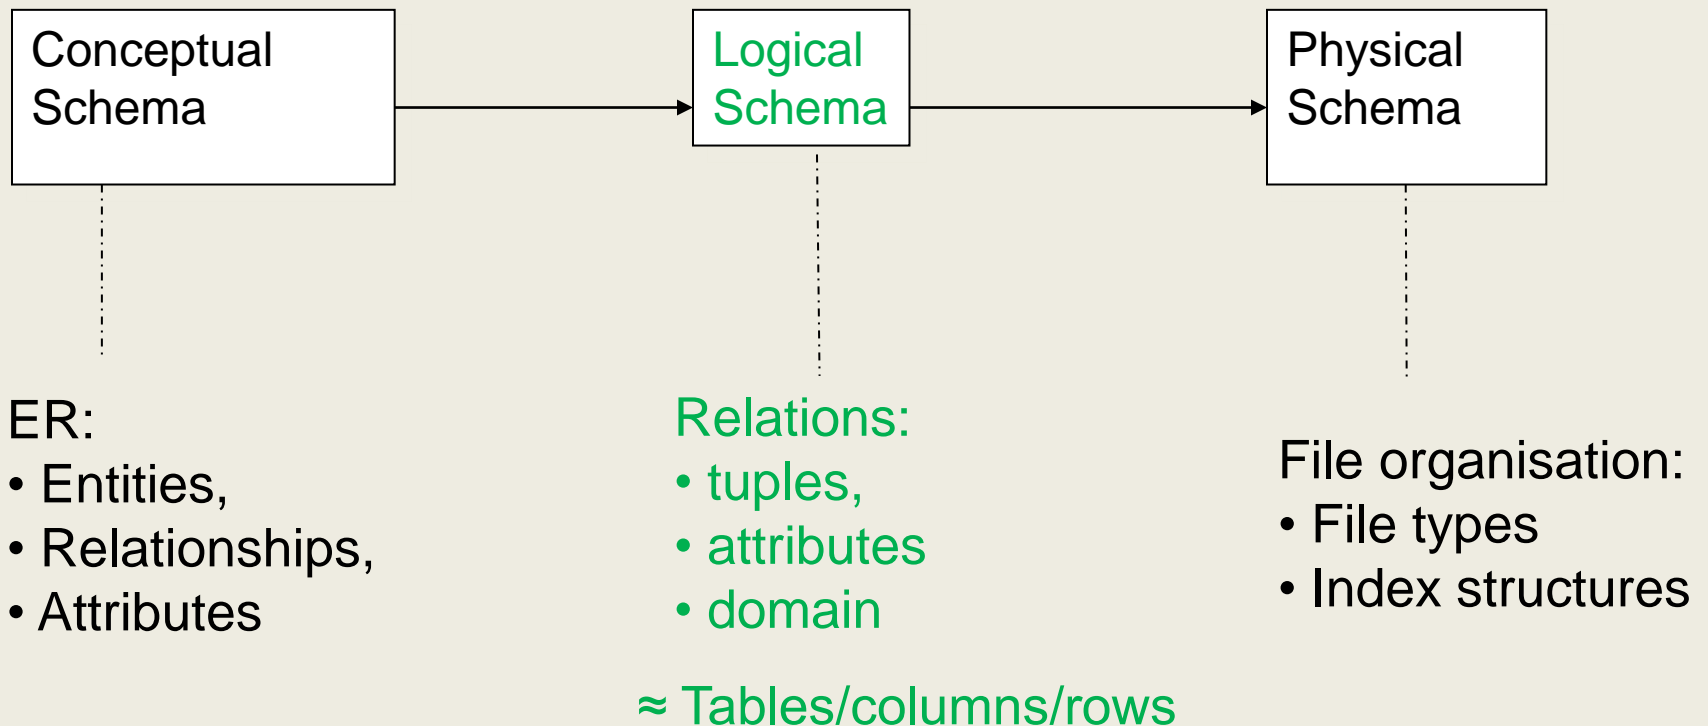 Conceptual
Schema
Logical
Schema
Physical
Schema
ER:
• Entities,
• Relationships,
• Attributes
Relations:
• tuples,
• attributes
• domain
≈ Tables/columns/rows
File organisation:
• File types
• Index structures